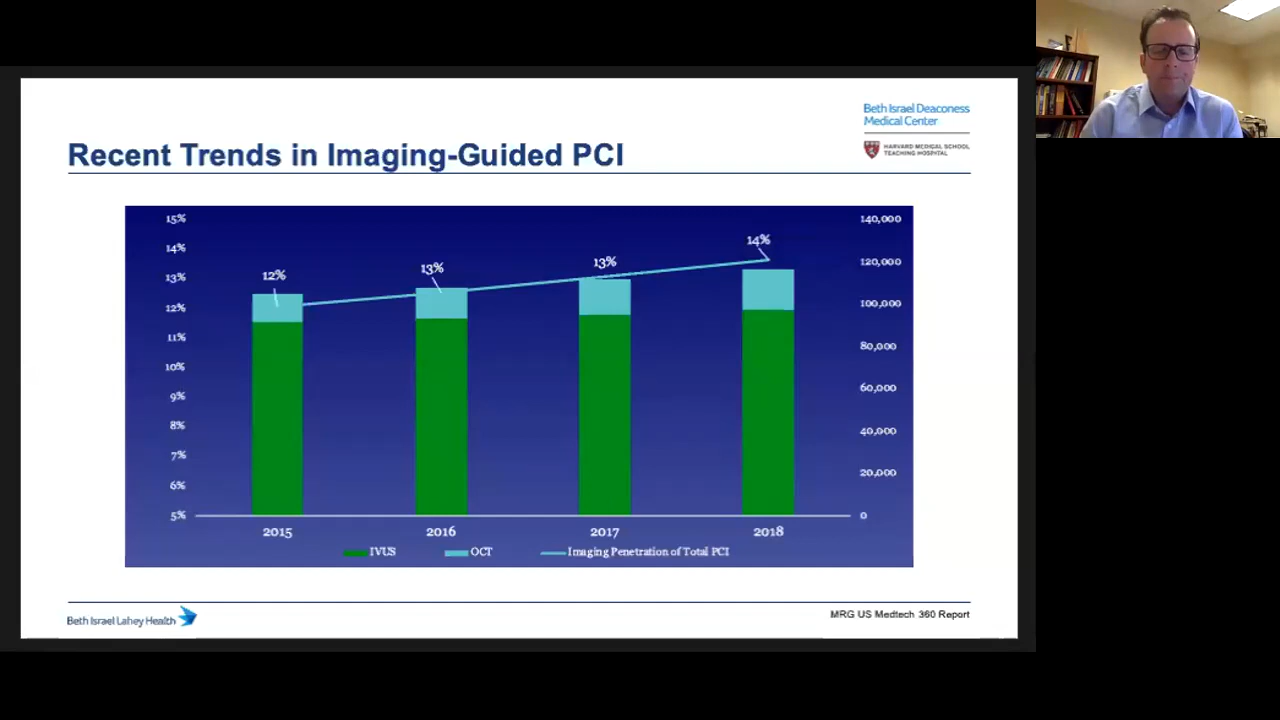 Beth Israel Deaconess
Medical Center
HARVARD MEDICAL SCHOOL
TEACHING HOSPITAL
Recent Trends in Imaging-Guided PCI
15%
14%
13%
12%
11%
10%
9%
8%
7%
6%
5%
12%
13%
13%
14%
140,000
120,000
100,000
80,000
60,000
40,000
20,000
0
2015 2016 2017 2018
IVUS OCT Imaging Penetration of Total PCI
Beth Israel Lahey Health
MRG US Medtech 360 Report